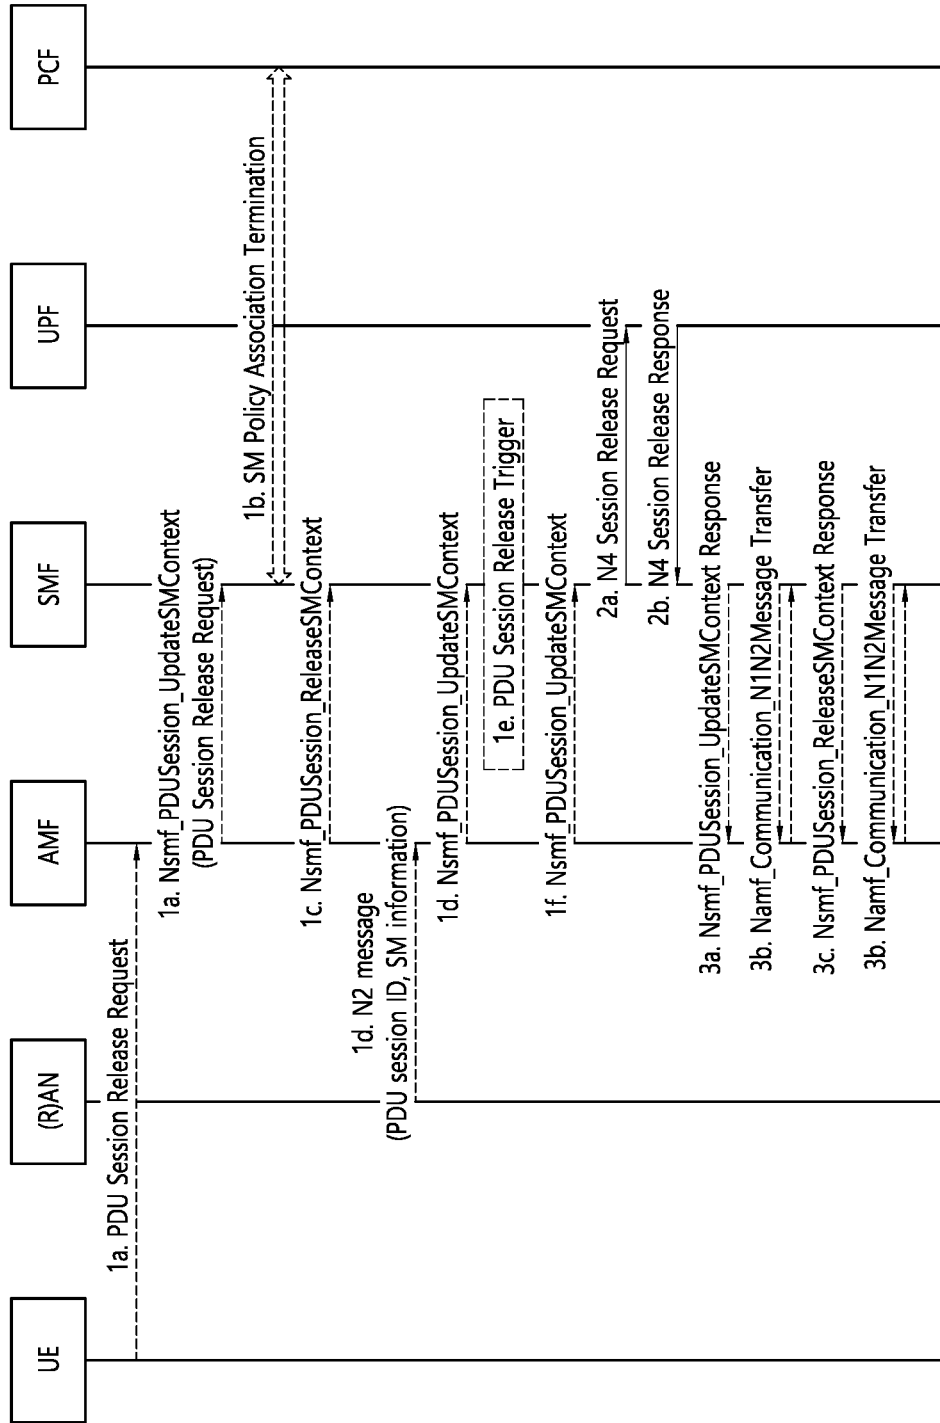 UE
(R)AN
AMF
SMF
UPF
PCF
1a. PDU Session Release Request
1a. Nsmf_PDUSession_UpdateSMContext
(PDU Session Release Request)
1b. SM Policy Association Termination
1c. Nsmf_PDUSession_ReleaseSMContext
1d. N2 message
(PDU session ID, SM information)
1d. Nsmf_PDUSession_UpdateSMContext
1e. PDU Session Release Trigger
1f. Nsmf_PDUSession_UpdateSMContext
2a. N4 Session Release Request
2b. N4 Session Release Response
3a. Nsmf_PDUSession_UpdateSMContext Response
3b. Namf_Communication_N1N2Message Transfer
3c. Nsmf_PDUSession_ReleaseSMContext Response
3b. Namf_Communication_N1N2Message Transfer